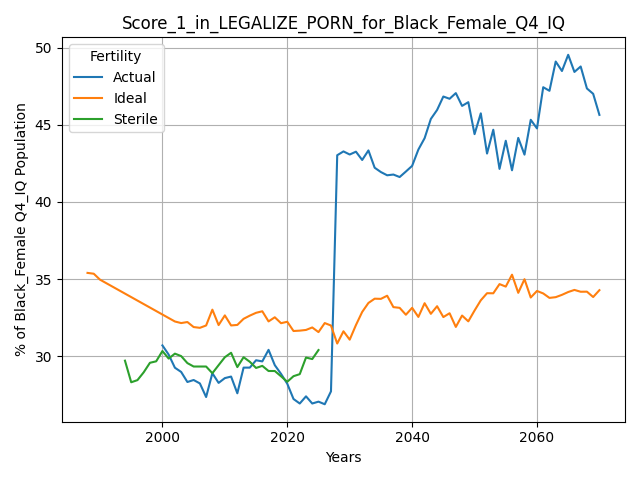 Score_1_in_LEGALIZE_PORN_for_Black_Female_Q4_IQ
Fertility
Actual
Ideal
Sterile
% of Black_Female Q4_IQ Population
50
45
40
35
30
2000
2020
2040
2060
Years